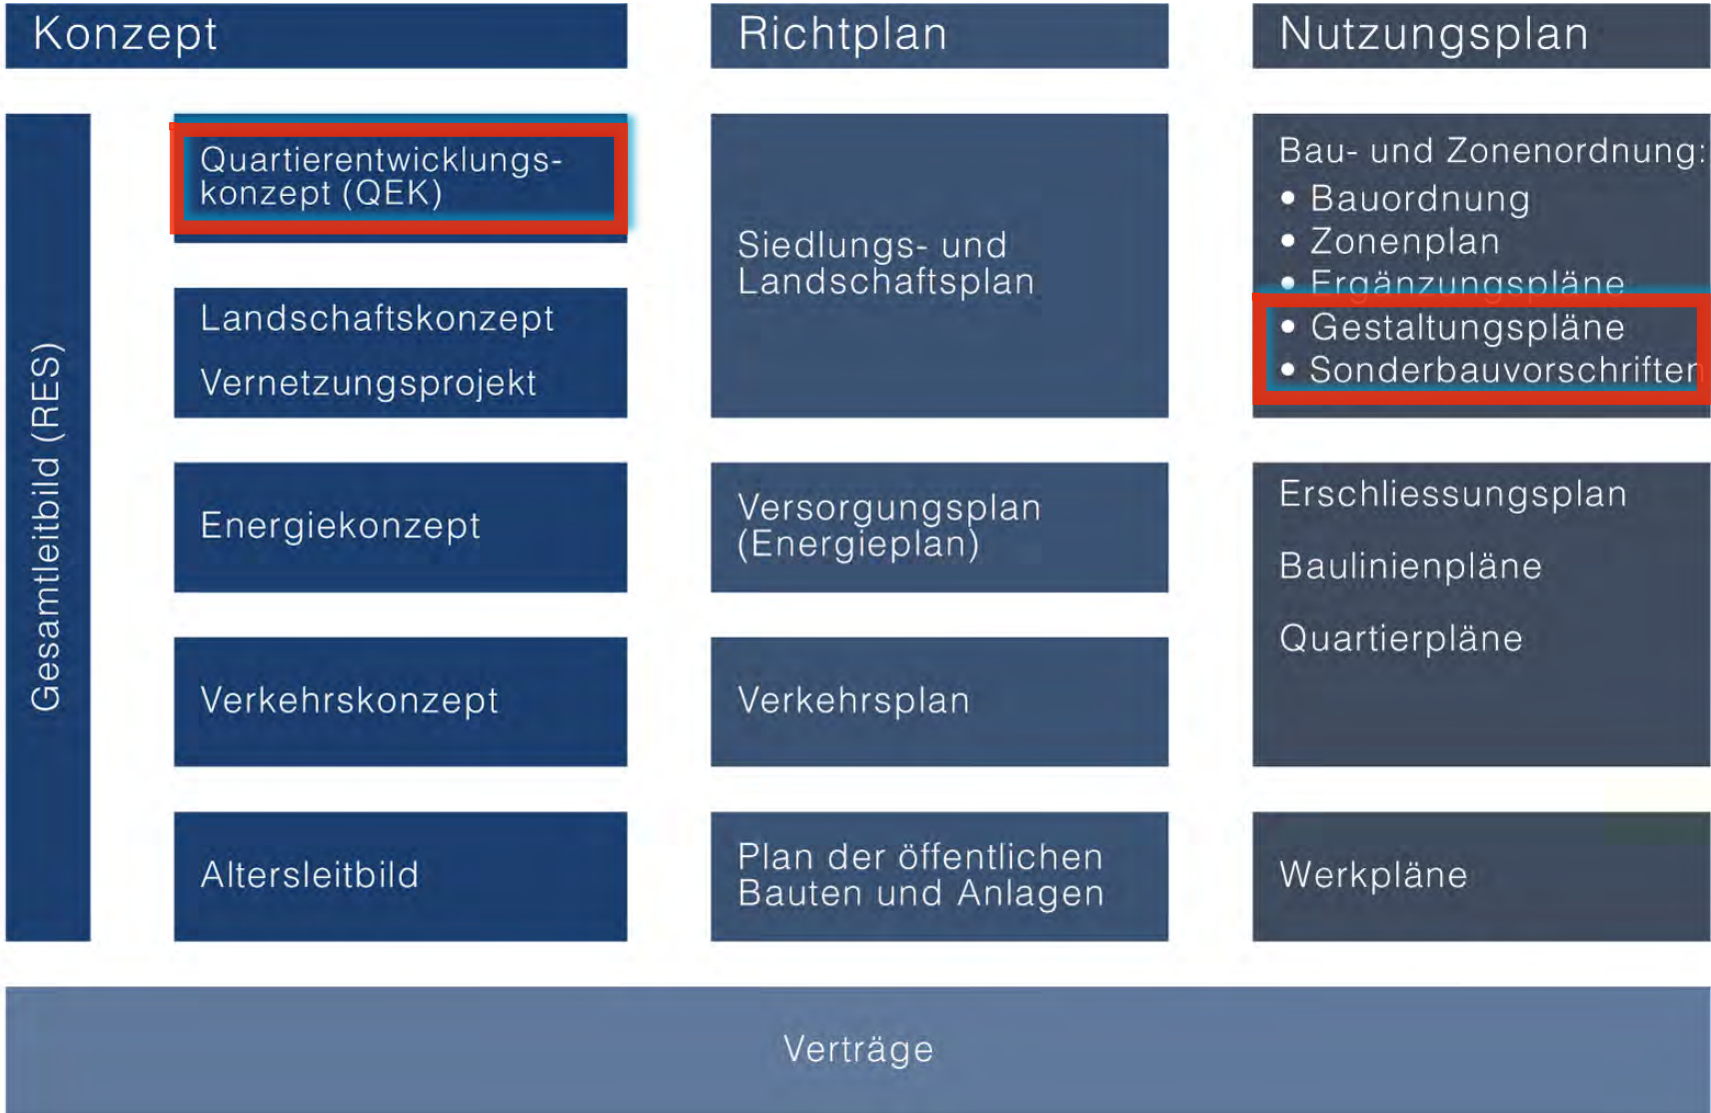 Konzept
Richtplan
Nutzungsplan
Gesamtleitbild (RES)
Quartierentwicklungs-
konzept (QEK)
Landschaftskonzept
Vernetzungsprojekt
Energiekonzept
Verkehrskonzept
Altersleitbild
Siedlungs- und
Landschaftsplan
Versorgungsplan
(Energieplan)
Verkehrsplan
Plan der öffentlichen
Bauten und Anlagen
Bau- und Zonenordnung:
• Bauordnung
• Zonenplan
• Ergänzungspläne
• Gestaltungspläne
• Sonderbauvorschriften
Erschliessungsplan
Baulinienpläne
Quartierpläne
Werkpläne
Verträge